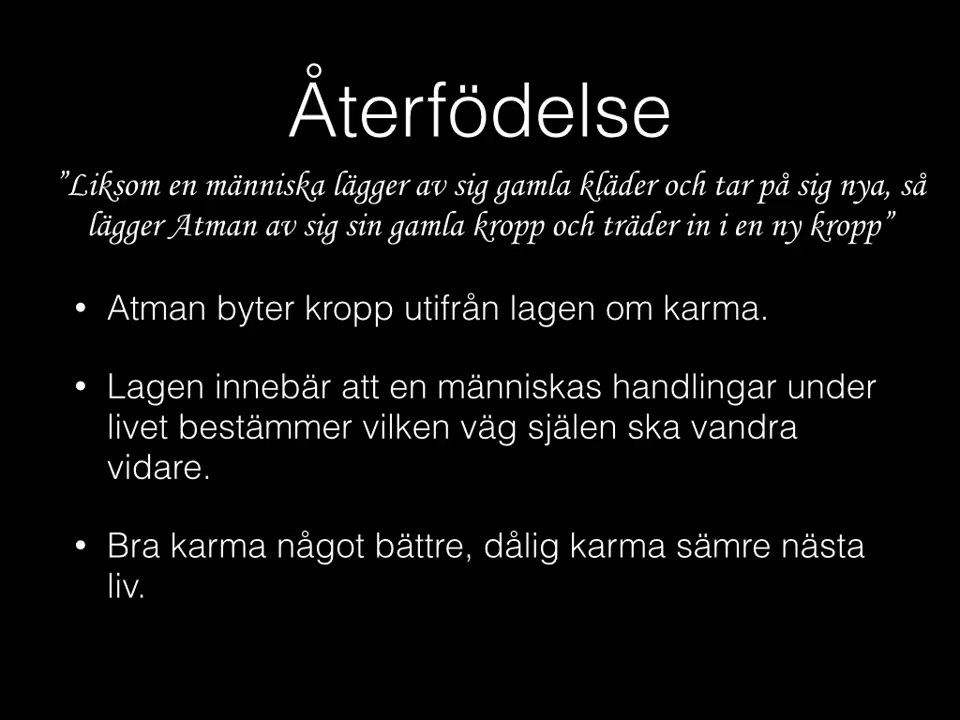 Återfödelse
”Liksom en människa lägger av sig gamla kläder och tar på sig nya, så
lägger Atman av sig sin gamla kropp och träder in i en ny kropp”
• Atman byter kropp utifrån lagen om karma.
• Lagen innebär att en människas handlingar under
livet bestämmer vilken väg själen ska vandra
vidare.
• Bra karma något bättre, dålig karma sämre nästa
liv.